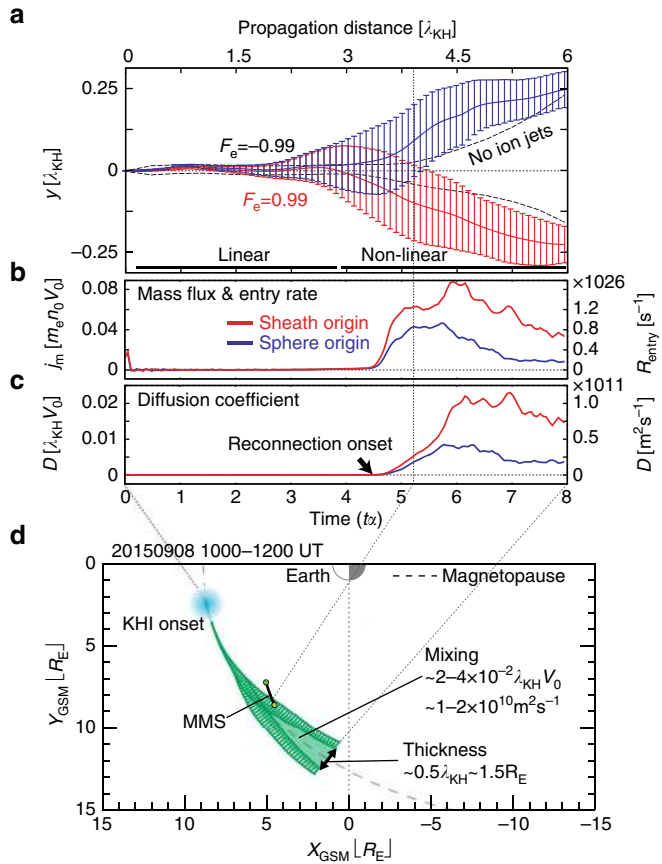 a
Propagation distance [λKH]
0 1.5 3 4.5 6
0.25
0
−0.25
y [λKH]
Fe=−0.99
Fe=0.99
No ion jets
Linear
Non-linear
b
Mass flux & entry rate
Sheath origin
Sphere origin
0.08
0.04
0
jm [men0V0]
×1026
1.2
0.8
0.4
0
Rentry [s−1]
c
Diffusion coefficient
Reconnection onset
0.02
0.01
0
D [λKHV0]
×1011
1.0
0.5
0
D [m2s−1]
0 1 2 3 4 5 6 7 8
Time (tα)
d
20150908 1000–1200 UT
Earth
Magnetopause
KHI onset
MMS
Mixing
~2–4×10−2λKHV0
~1–2×1010m2s−1
Thickness
~0.5λKH~1.5RE
0
5
10
15
YGSM ⌊RE⌋
15 10 5 0 −5 −10 −15
XGSM ⌊RE⌋